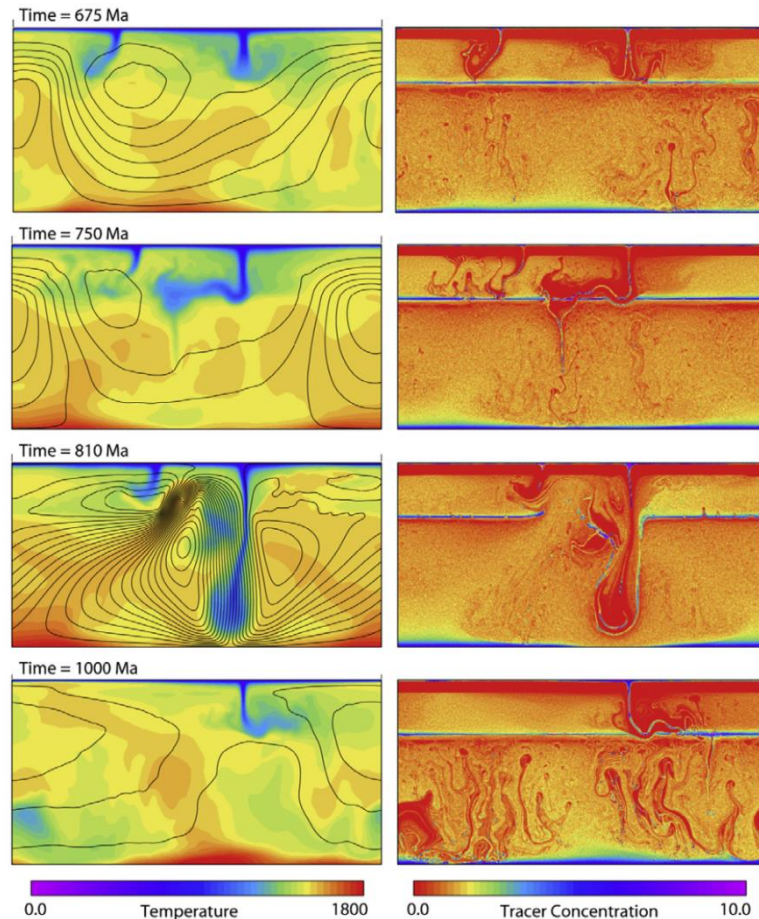 Time = 675 Ma
Time = 750 Ma
Time = 810 Ma
Time = 1000 Ma
0.0 Temperature 1800 0.0 Tracer Concentration 10.0